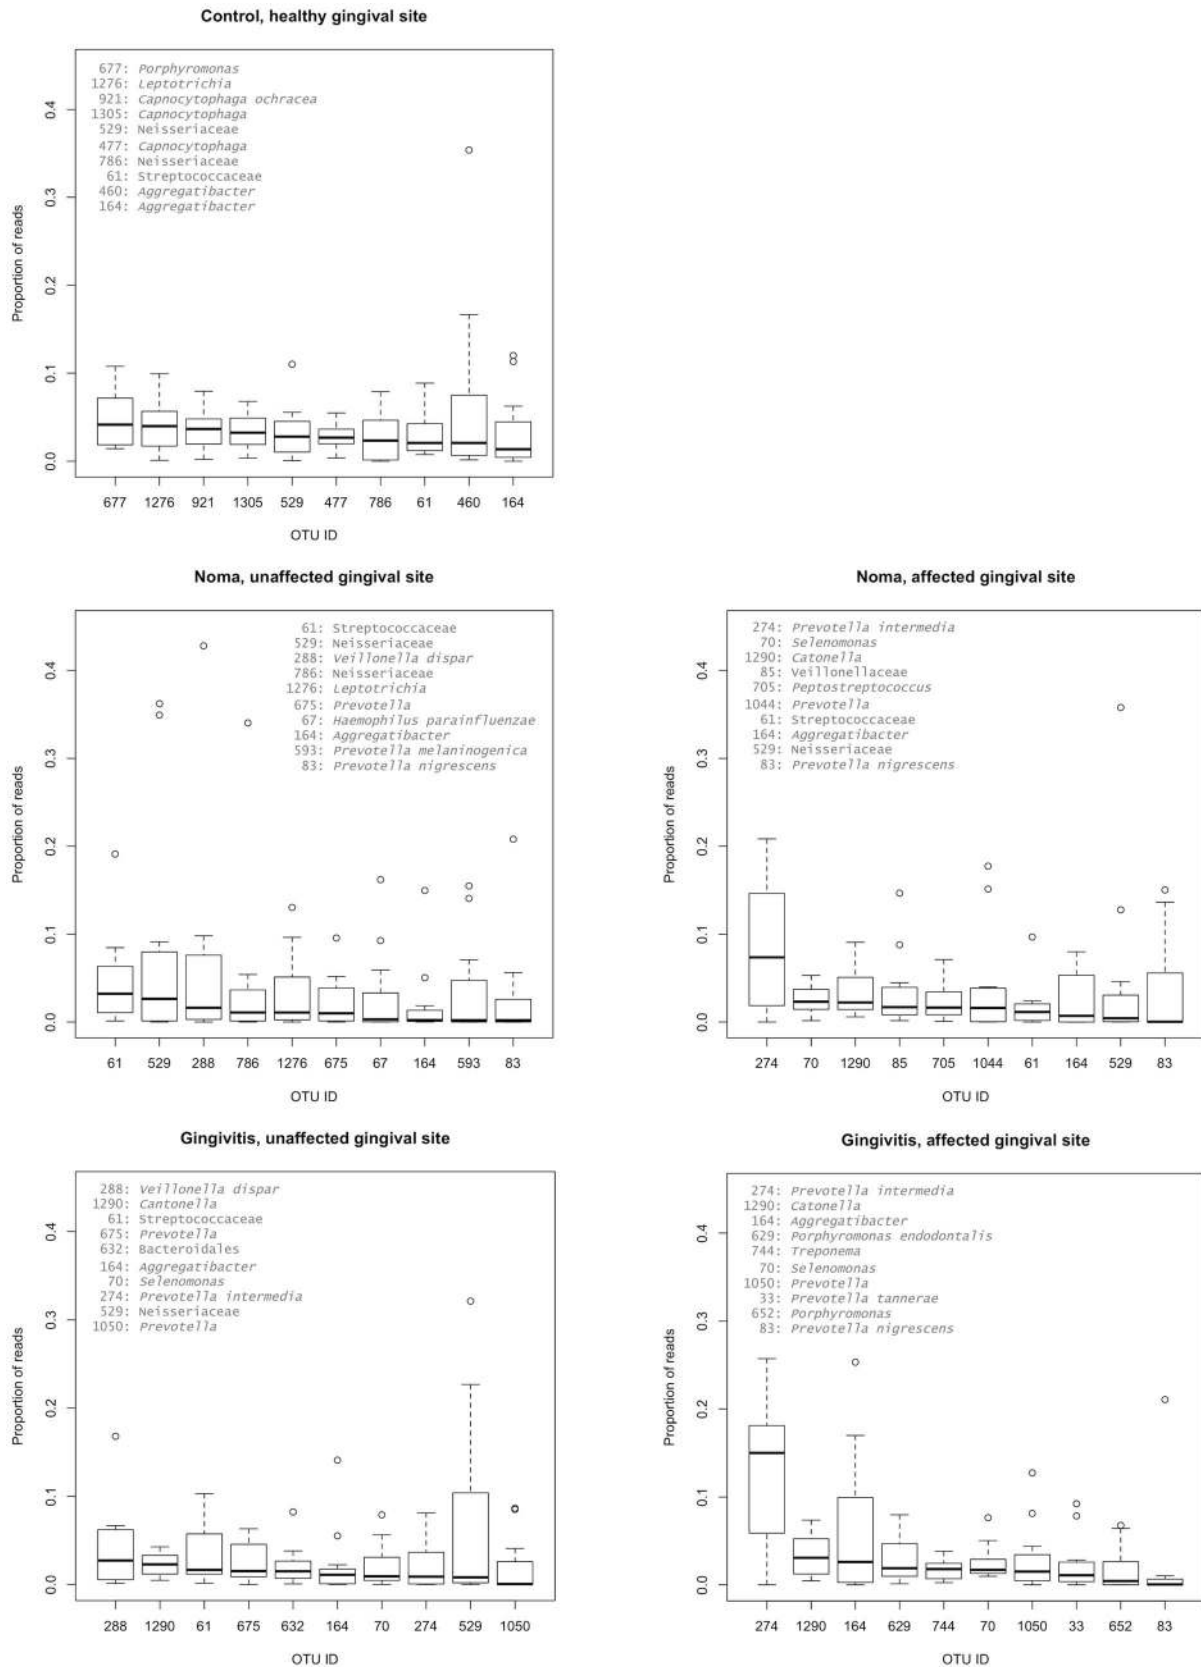 Control, healthy gingival site
677: Porphyromonas
1276: Leptotrichia
921: Capnocytophaga ochracea
1305: Capnocytophaga
529: Neisseriaceae
477: Capnocytophaga
786: Neisseriaceae
61: Streptococcaceae
460: Aggregatibacter
164: Aggregatibacter
Proportion of reads
0.4
0.3
0.2
0.1
0.0
677 1276 921 1305 529 477 786 61 460 164
OTU ID
Noma, unaffected gingival site
61: Streptococcaceae
529: Neisseriaceae
288: Veillonella dispar
786: Neisseriaceae
1276: Leptotrichia
675: Prevotella
67: Haemophilus parainfluenzae
164: Aggregatibacter
593: Prevotella melaninogenica
83: Prevotella nigrescens
Proportion of reads
0.4
0.3
0.2
0.1
0.0
61 529 288 786 1276 675 67 164 593 83
OTU ID
Noma, affected gingival site
274: Prevotella intermedia
70: Selenomonas
1290: Catonella
85: Veillonellaceae
705: Peptostreptococcus
1044: Prevotella
61: Streptococcaceae
164: Aggregatibacter
529: Neisseriaceae
83: Prevotella nigrescens
Proportion of reads
0.4
0.3
0.2
0.1
0.0
274 70 1290 85 705 1044 61 164 529 83
OTU ID
Gingivitis, unaffected gingival site
288: Veillonella dispar
1290: Cantonella
61: Streptococcaceae
675: Prevotella
632: Bacteroidales
164: Aggregatibacter
70: Selenomonas
274: Prevotella intermedia
529: Neisseriaceae
1050: Prevotella
Proportion of reads
0.4
0.3
0.2
0.1
0.0
288 1290 61 675 632 164 70 274 529 1050
OTU ID
Gingivitis, affected gingival site
274: Prevotella intermedia
1290: Catonella
164: Aggregatibacter
629: Porphyromonas endodontalis
744: Treponema
70: Selenomonas
1050: Prevotella
33: Prevotella tannerae
652: Porphyromonas
83: Prevotella nigrescens
Proportion of reads
0.4
0.3
0.2
0.1
0.0
274 1290 164 629 744 70 1050 33 652 83
OTU ID